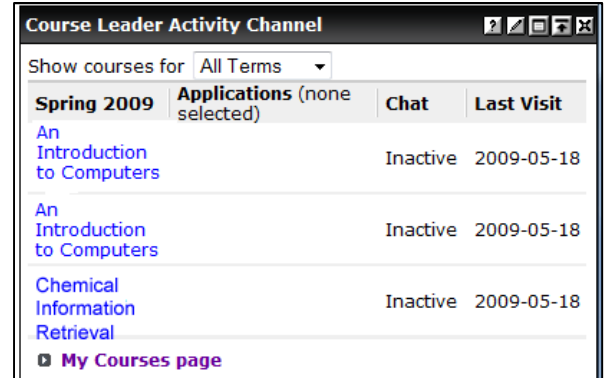 Course Leader Activity Channel
Show courses for All Terms
Spring 2009 Applications (none selected) Chat Last Visit
An Introduction to Computers Inactive 2009-05-18
An Introduction to Computers Inactive 2009-05-18
Chemical Information Retrieval Inactive 2009-05-18
My Courses page